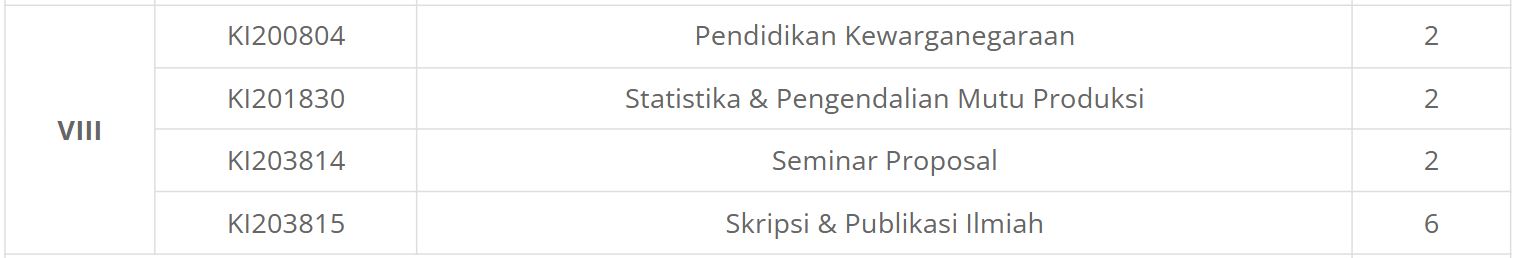 KI200804 Pendidikan Kewarganegaraan 2
KI201830 Statistika & Pengendalian Mutu Produksi 2
VIII
KI203814 Seminar Proposal 2
KI203815 Skripsi & Publikasi Ilmiah 6